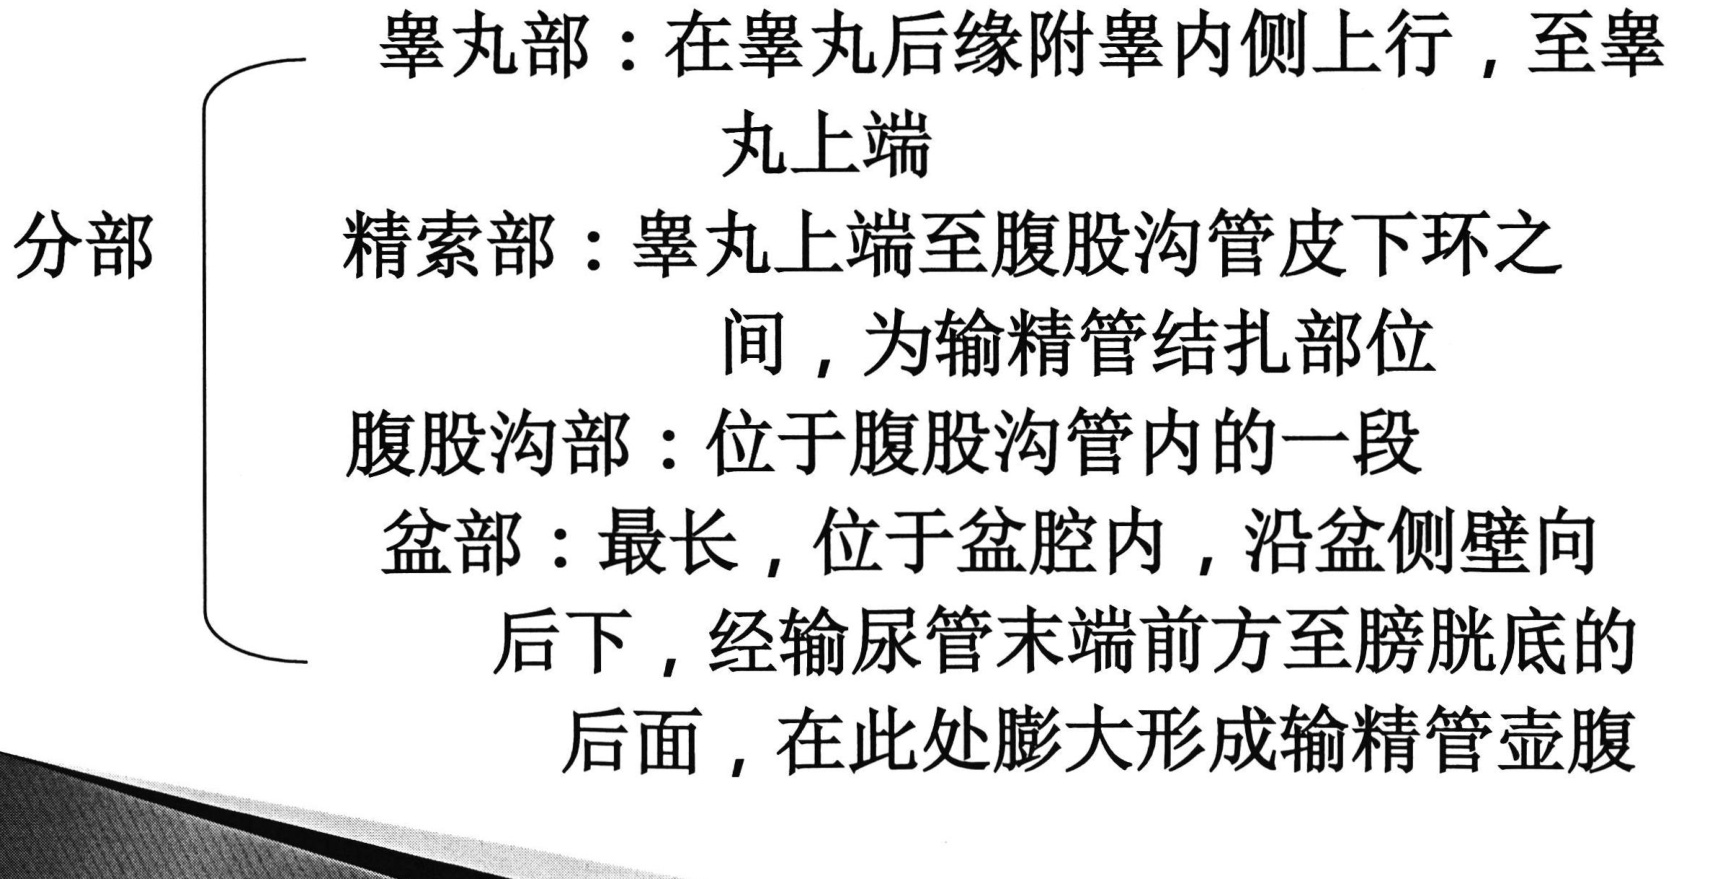 睾丸部：在睾丸后缘附睾内侧上行，至睾
丸上端
分部
精索部：睾丸上端至腹股沟管皮下环之
间，为输精管结扎部位
腹股沟部：位于腹股沟管内的一段
盆部：最长，位于盆腔内，沿盆侧壁向
后下，经输尿管末端前方至膀胱底的
后面，在此处膨大形成输精管壶腹